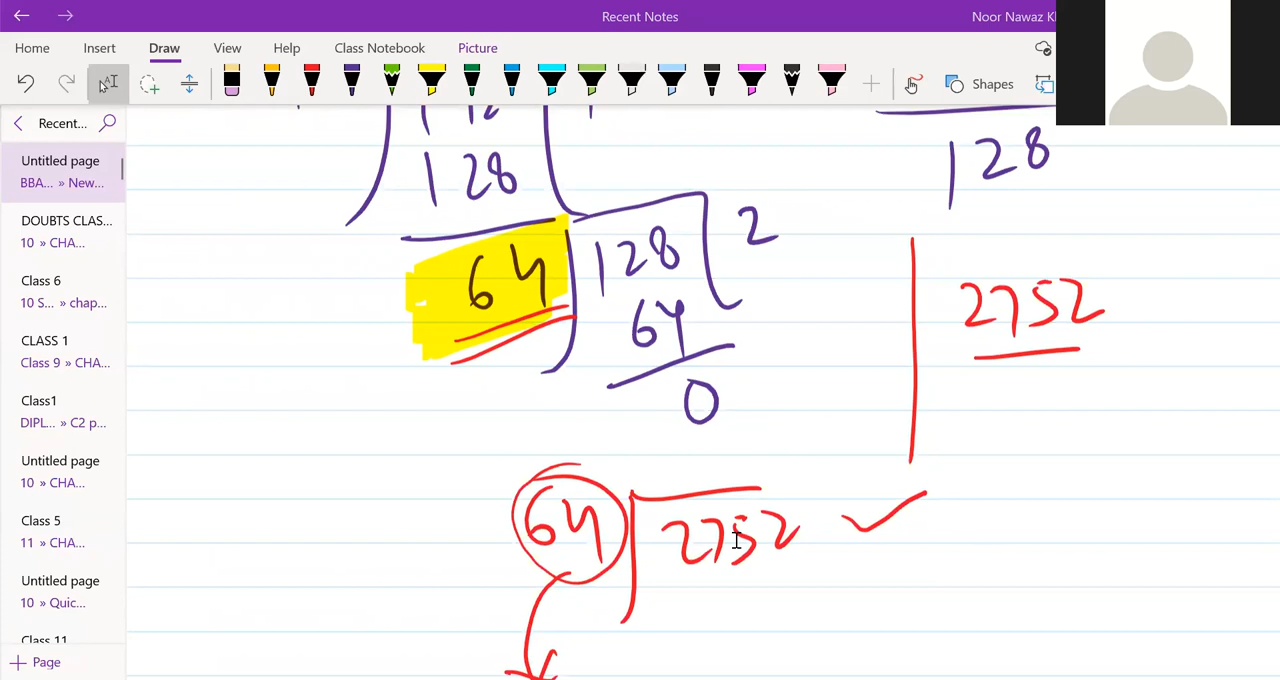 Recent Notes
Noor Nawaz Kh
Home Insert Draw View Help Class Notebook Picture
Shapes
Recent...
Untitled page
BBA... » New...
DOUBTS CLAS...
10 » CHA...
Class 6
10 S... » chap...
CLASS 1
Class 9 » CHA...
Class1
DIPL... » C2 p...
Untitled page
10 » CHA...
Class 5
11 » CHA...
Untitled page
10 » Quic...
Class 11
+ Page
128
128
64 128 2
64
0
2752
64 2752